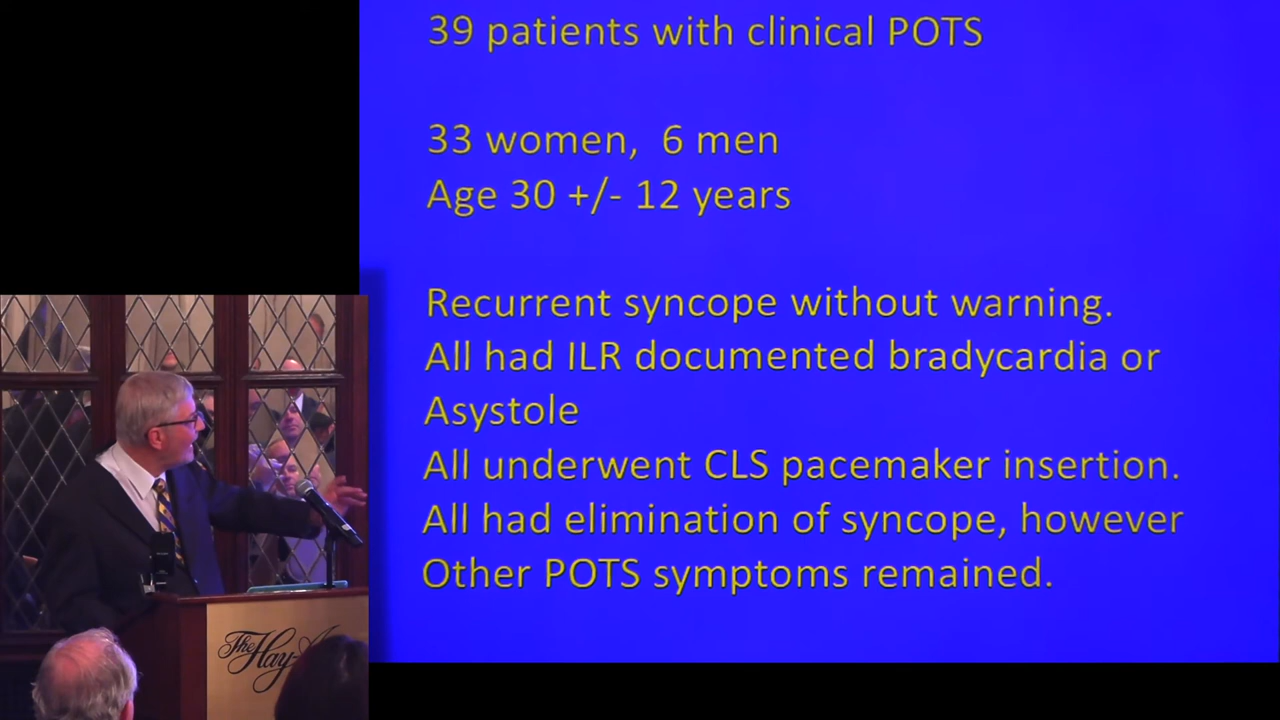 39 patients with clinical POTS
33 women, 6 men
Age 30 +/- 12 years
Recurrent syncope without warning.
All had ILR documented bradycardia or
Asystole
All underwent CLS pacemaker insertion.
All had elimination of syncope, however
Other POTS symptoms remained.
The Hay-